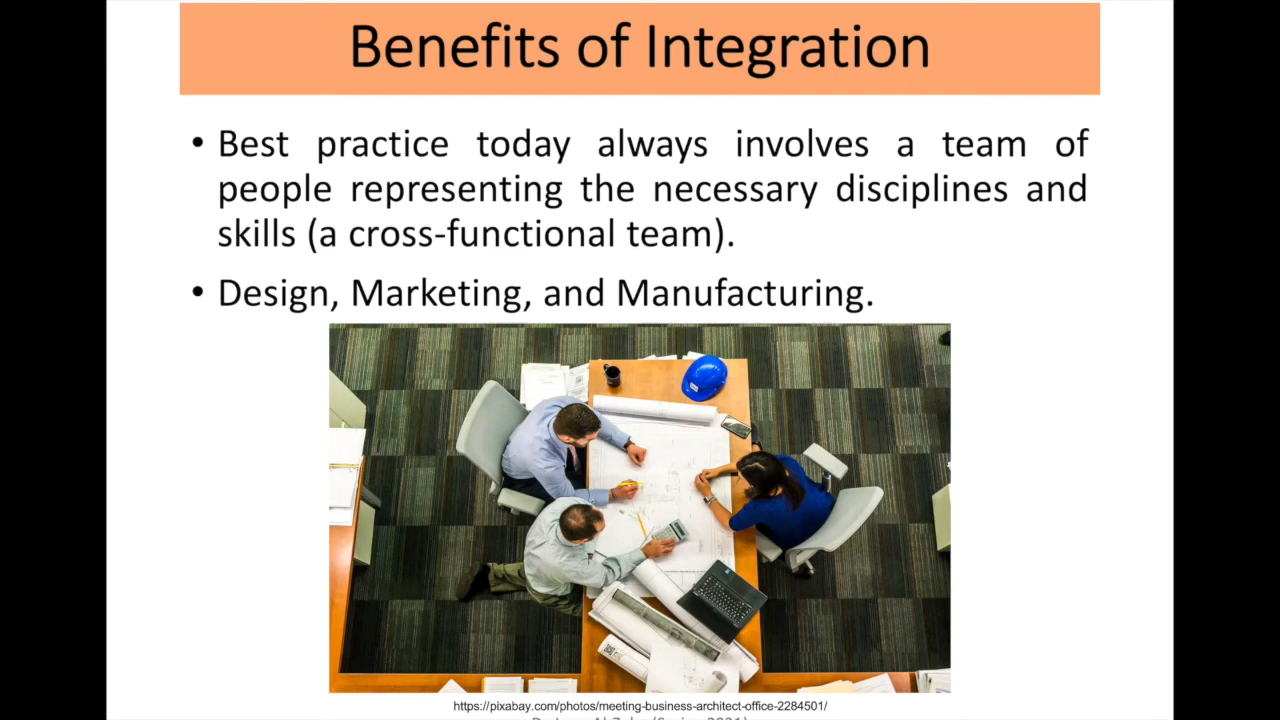 Benefits of Integration
• Best practice today always involves a team of
people representing the necessary disciplines and
skills (a cross-functional team).
• Design, Marketing, and Manufacturing.
https://pixabay.com/photos/meeting-business-architect-office-2284501/